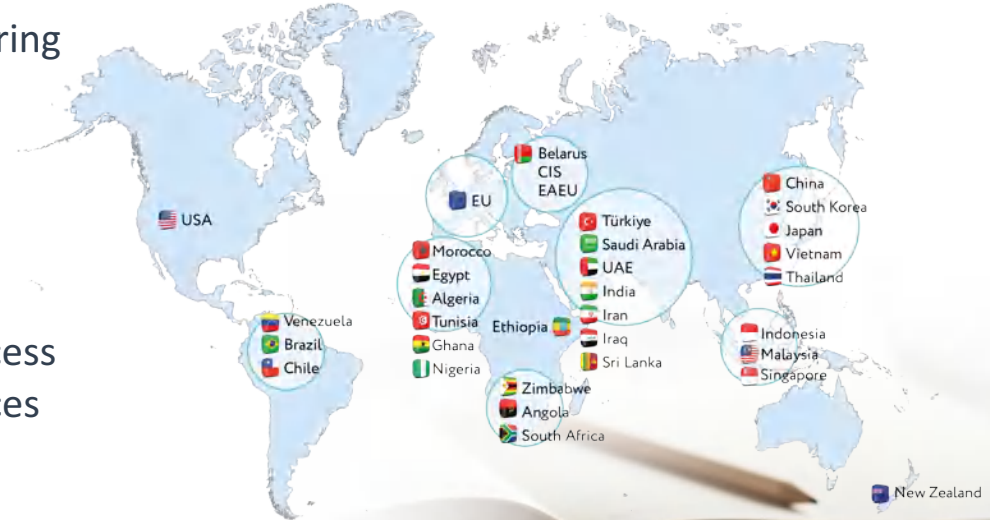 ring
cess
ces
USA
EU
Belarus
CIS
EAEU
Türkiye
Saudi Arabia
UAE
India
Iran
Iraq
Sri Lanka
China
South Korea
Japan
Vietnam
Thailand
Morocco
Egypt
Algeria
Tunisia
Ghana
Nigeria
Ethiopia
Venezuela
Brazil
Chile
Zimbabwe
Angola
South Africa
Indonesia
Malaysia
Singapore
New Zealand